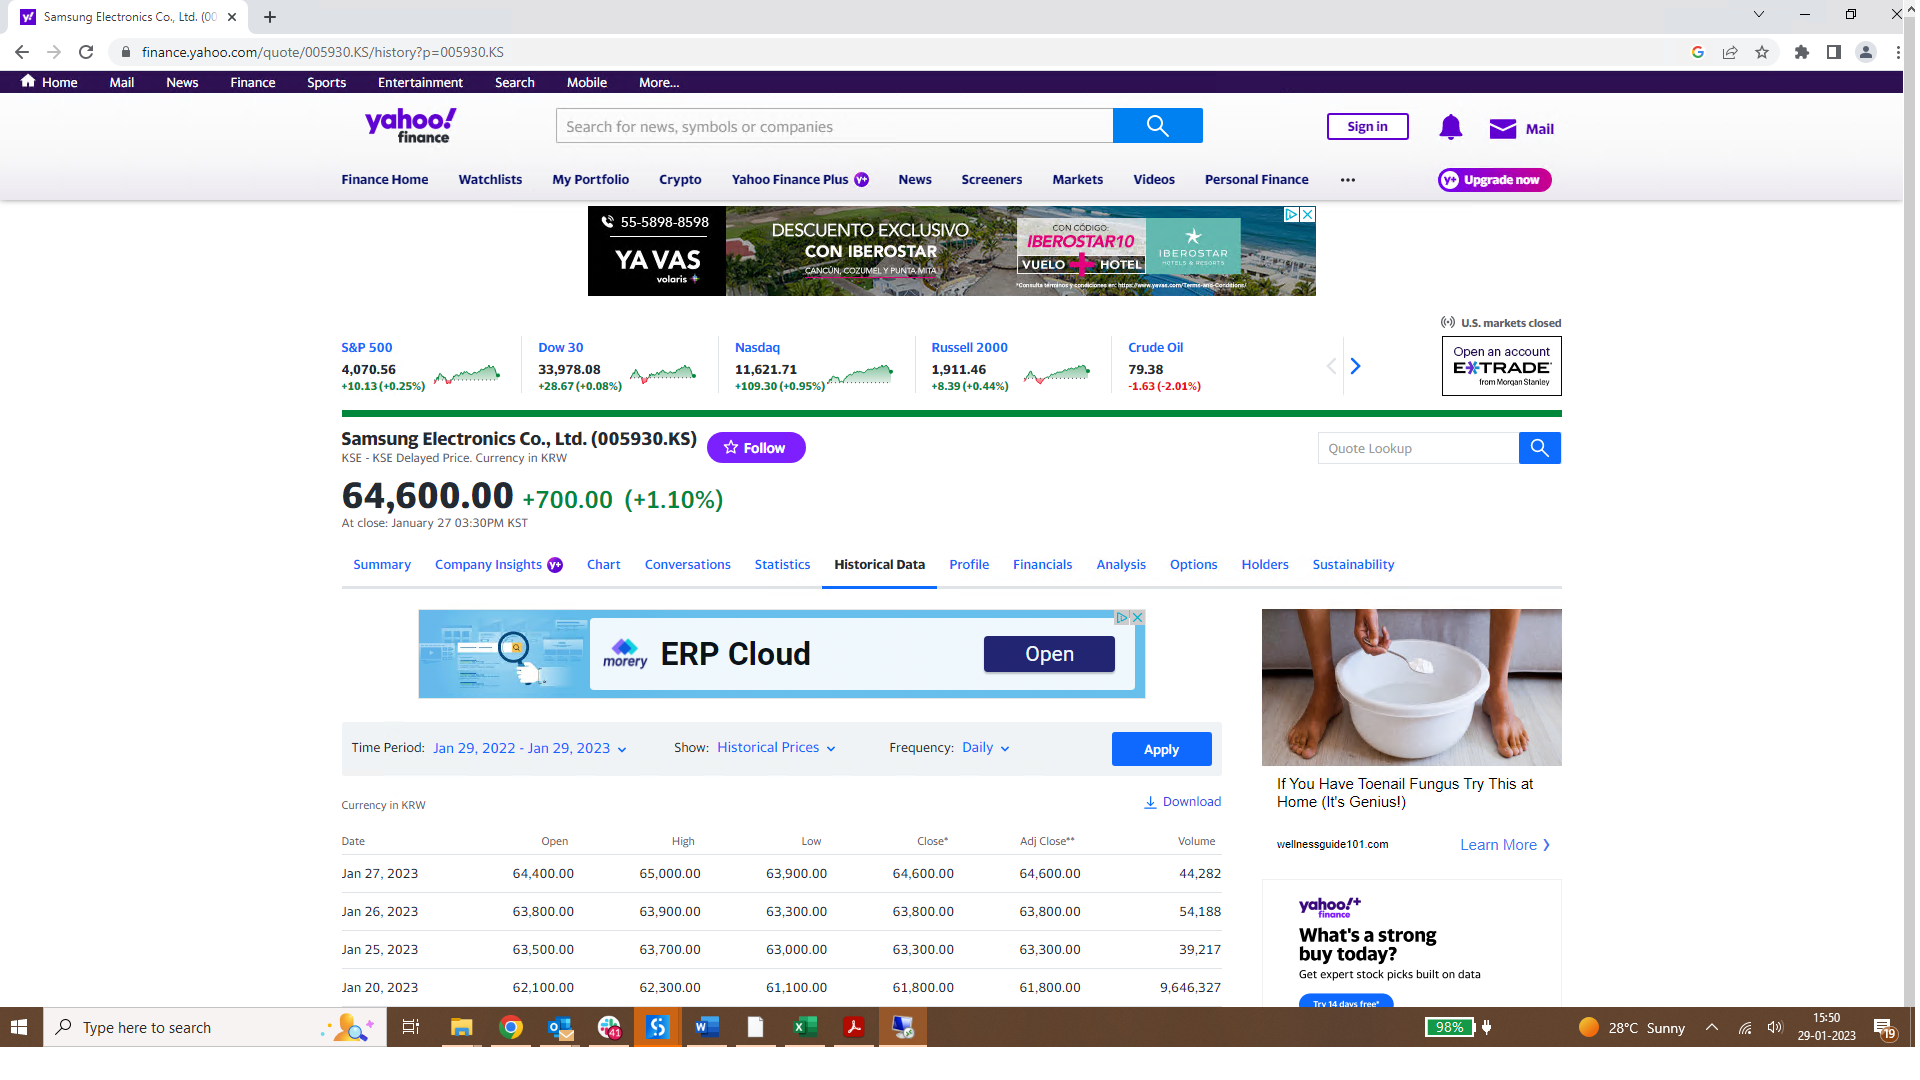 Samsung Electronics Co., Ltd. (00
finance.yahoo.com/quote/005930.KS/history?p=005930.KS
Home Mail News Finance Sports Entertainment Search Mobile More...
yahoo! finance
Search for news, symbols or companies
Sign in
Mail
Finance Home Watchlists My Portfolio Crypto Yahoo Finance Plus News Screeners Markets Videos Personal Finance ...
Upgrade now
55-5898-8598
YA VAS
volaris
DESCUENTO EXCLUSIVO
CON IBEROSTAR
CANCÚN, COZUMEL Y PUNTA MITA
CON CÓDIGO:
IBEROSTAR10
VUELO + HOTEL
IBEROSTAR
HOTELS & RESORTS
*Consulta términos y condiciones en: https://www.yavas.com/Terms-and-Conditions/
U.S. markets closed
S&P 500 Dow 30 Nasdaq Russell 2000 Crude Oil
4,070.56 33,978.08 11,621.71 1,911.46 79.38
+10.13 (+0.25%) +28.67 (+0.08%) +109.30 (+0.95%) +8.39 (+0.44%) -1.63 (-2.01%)
Open an account
E*TRADE
from Morgan Stanley
Samsung Electronics Co., Ltd. (005930.KS)
Follow
KSE - KSE Delayed Price. Currency in KRW
Quote Lookup
64,600.00 +700.00 (+1.10%)
At close: January 27 03:30PM KST
Summary Company Insights Chart Conversations Statistics Historical Data Profile Financials Analysis Options Holders Sustainability
morery ERP Cloud Open
Time Period: Jan 29, 2022 - Jan 29, 2023 Show: Historical Prices Frequency: Daily Apply
Currency in KRW Download
Date Open High Low Close* Adj Close** Volume
Jan 27, 2023 64,400.00 65,000.00 63,900.00 64,600.00 64,600.00 44,282
Jan 26, 2023 63,800.00 63,900.00 63,300.00 63,800.00 63,800.00 54,188
Jan 25, 2023 63,500.00 63,700.00 63,000.00 63,300.00 63,300.00 39,217
Jan 20, 2023 62,100.00 62,300.00 61,100.00 61,800.00 61,800.00 9,646,327
If You Have Toenail Fungus Try This at
Home (It's Genius!)
wellnessguide101.com Learn More
yahoo!+
finance
What's a strong
buy today?
Get expert stock picks built on data
Try 14 days free*
Type here to search
41
98%
28°C Sunny
15:50
29-01-2023
19